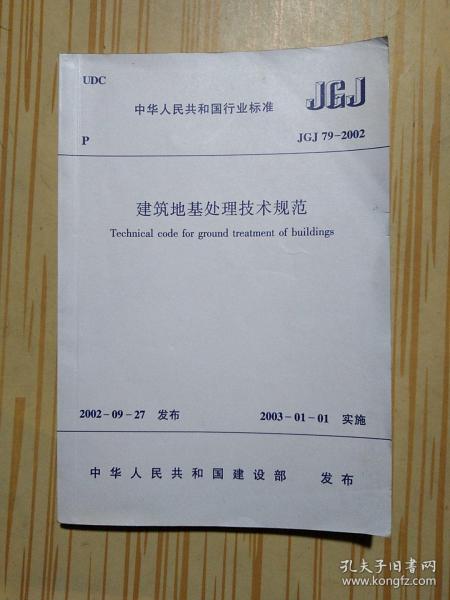 UDC
中华人民共和国行业标准
JGJ
P
JGJ 79-2002
建筑地基处理技术规范
Technical code for ground treatment of buildings
2002-09-27 发布
2003-01-01 实施
中华人民共和国建设部 发布
孔夫子旧书网
www.kongfz.com